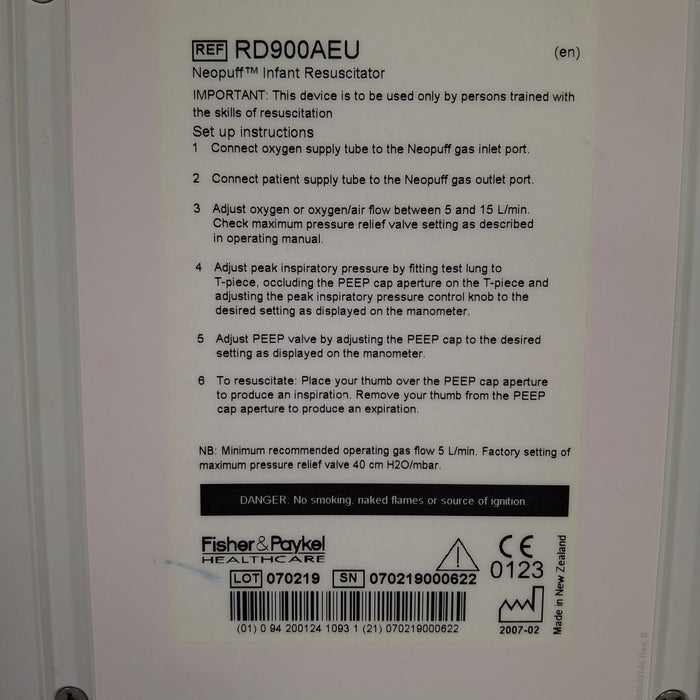 REF RD900AEU (en)
Neopuff™ Infant Resuscitator
IMPORTANT: This device is to be used only by persons trained with
the skills of resuscitation
Set up instructions
1 Connect oxygen supply tube to the Neopuff gas inlet port.
2 Connect patient supply tube to the Neopuff gas outlet port.
3 Adjust oxygen or oxygen/air flow between 5 and 15 L/min.
Check maximum pressure relief valve setting as described
in operating manual.
4 Adjust peak inspiratory pressure by fitting test lung to
T-piece, occluding the PEEP cap aperture on the T-piece and
adjusting the peak inspiratory pressure control knob to the
desired setting as displayed on the manometer.
5 Adjust PEEP valve by adjusting the PEEP cap to the desired
setting as displayed on the manometer.
6 To resuscitate: Place your thumb over the PEEP cap aperture
to produce an inspiration. Remove your thumb from the PEEP
cap aperture to produce an expiration.
NB: Minimum recommended operating gas flow 5 L/min. Factory setting of
maximum pressure relief valve 40 cm H2O/mbar.
DANGER: No smoking, naked flames or source of ignition.
Fisher & Paykel
HEALTHCARE
CE
0123
LOT 070219 SN 070219000622
(01) 0 94 200124 1093 1 (21) 070219000622
2007-02
Made in New Zealand
Rev. B